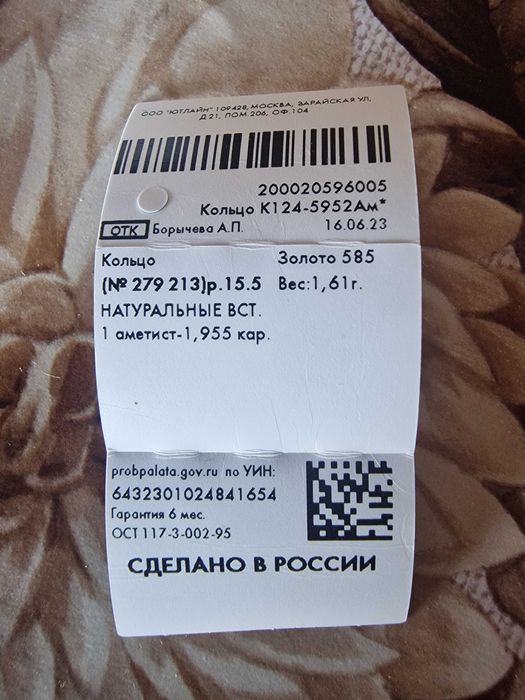 ООО "ЮТЛАЙН" 109428, МОСКВА, ЗАРАЙСКАЯ УЛ,
Д.21, ПОМ.206, ОФ.104
200020596005
Кольцо К124-5952Ам*
ОТК Борычева А.П. 16.06.23
Кольцо Золото 585
(№ 279 213)р.15.5 Вес:1,61г.
НАТУРАЛЬНЫЕ ВСТ.
1 аметист-1,955 кар.
probpalata.gov.ru по УИН:
6432301024841654
Гарантия 6 мес.
ОСТ 117-3-002-95
СДЕЛАНО В РОССИИ